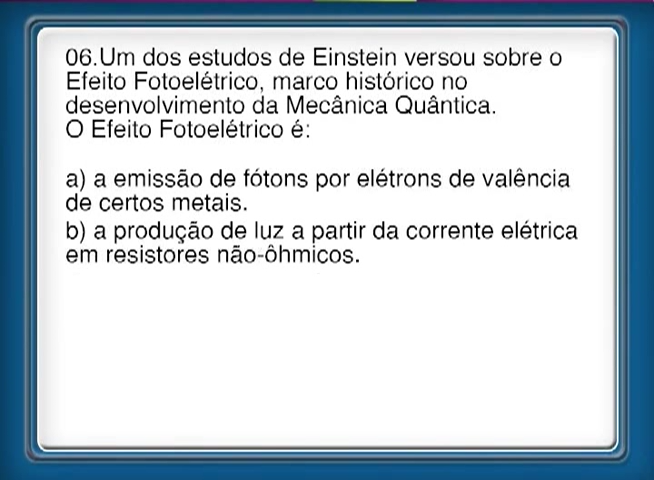 06.Um dos estudos de Einstein versou sobre o
Efeito Fotoelétrico, marco histórico no
desenvolvimento da Mecânica Quântica.
O Efeito Fotoelétrico é:
a) a emissão de fótons por elétrons de valência
de certos metais.
b) a produção de luz a partir da corrente elétrica
em resistores não-ôhmicos.